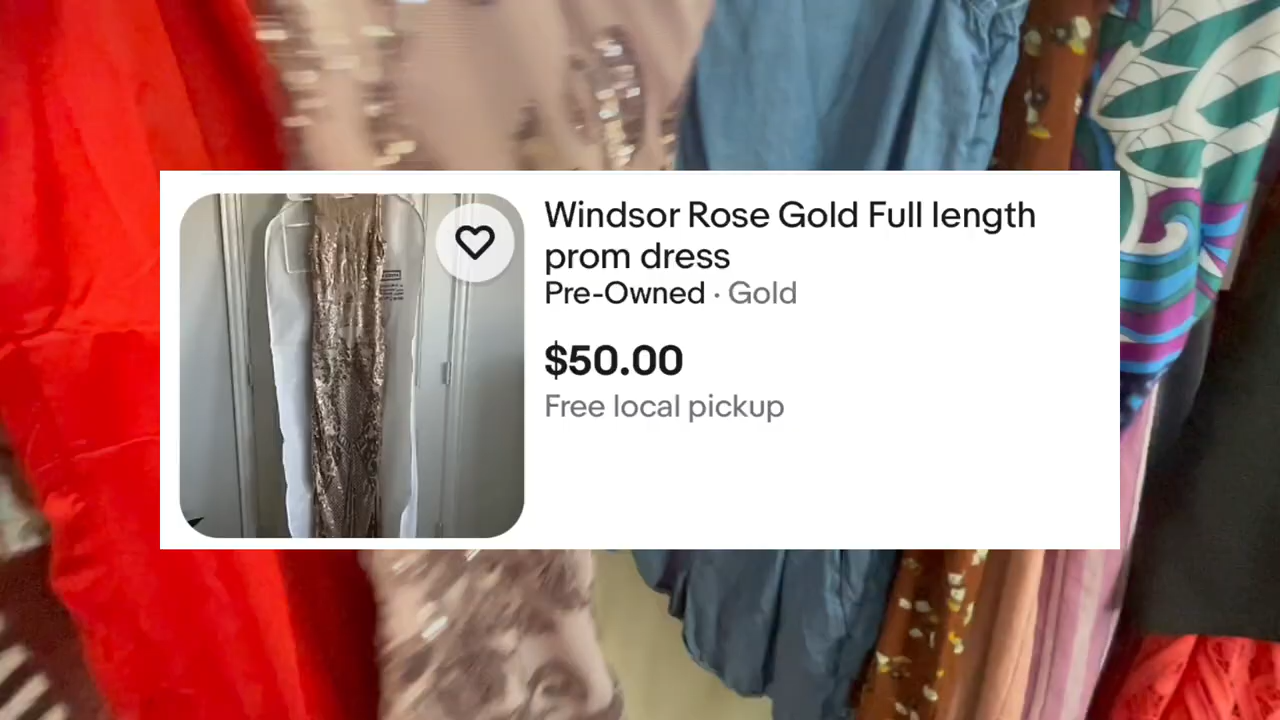 Windsor Rose Gold Full length
prom dress
Pre-Owned · Gold
$50.00
Free local pickup